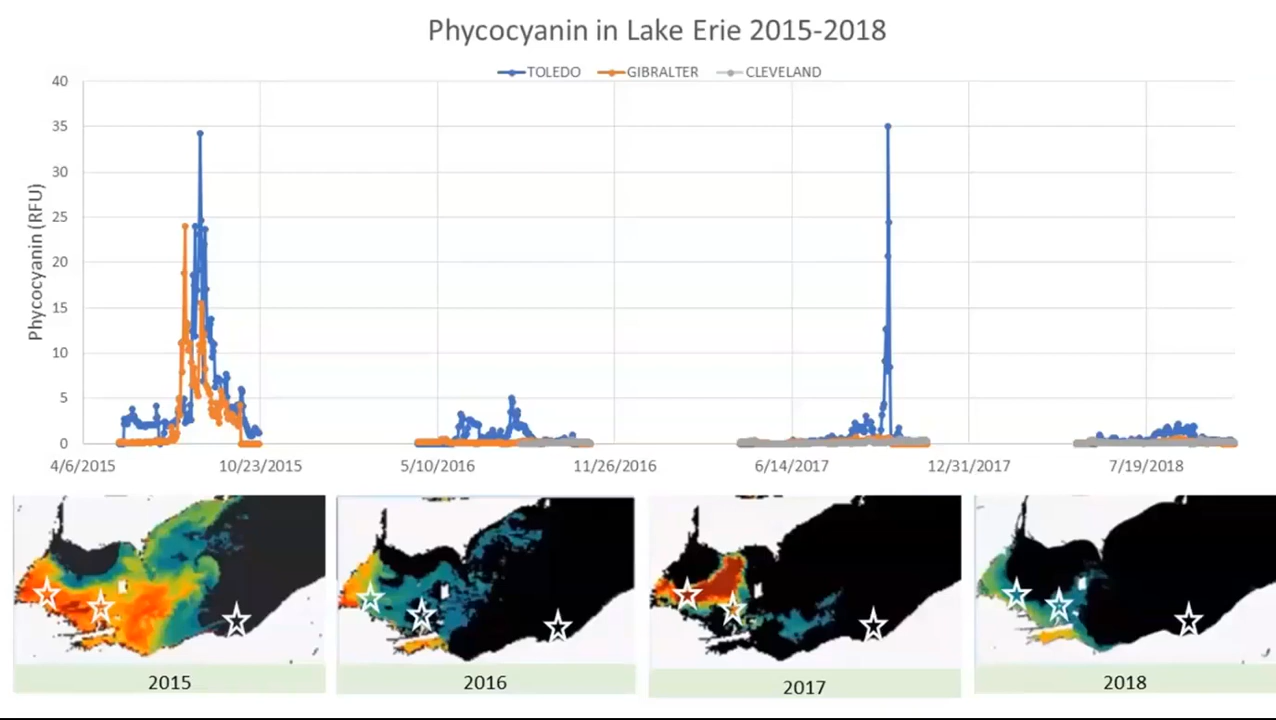 Phycocyanin in Lake Erie 2015-2018
TOLEDO GIBRALTER CLEVELAND
40
35
30
25
20
15
10
5
0
Phycocyanin (RFU)
4/6/2015 10/23/2015 5/10/2016 11/26/2016 6/14/2017 12/31/2017 7/19/2018
2015 2016 2017 2018